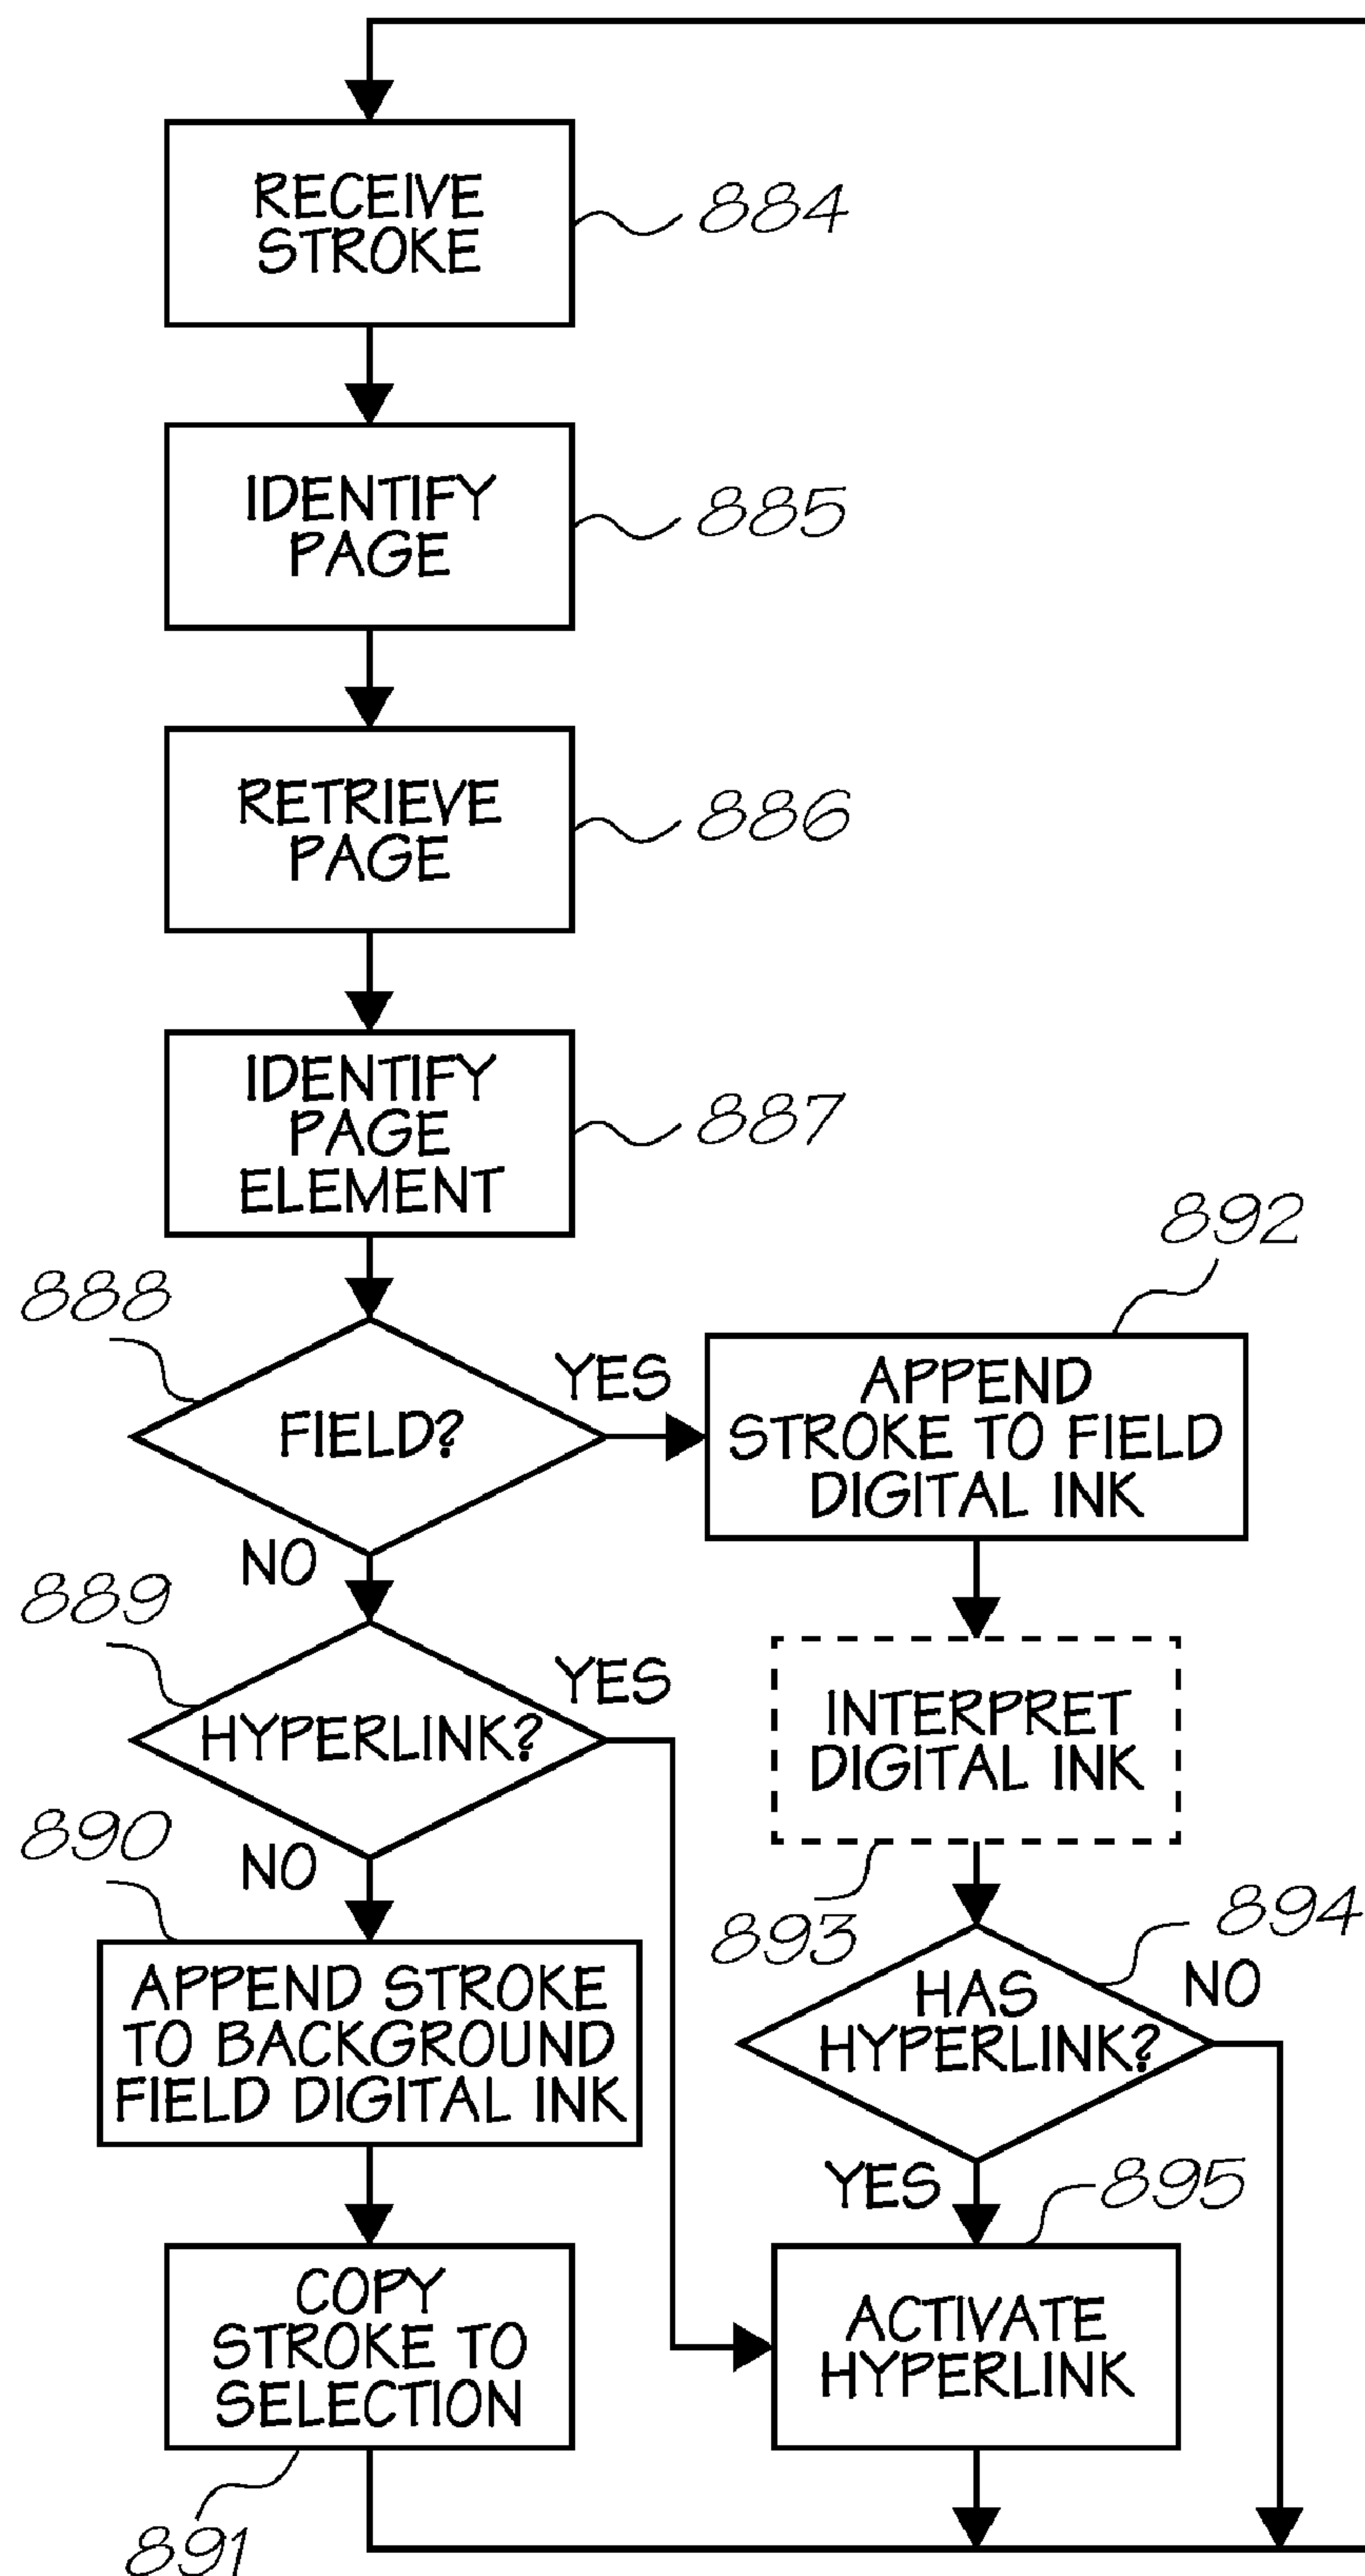 RECEIVE
STROKE
884
IDENTIFY
PAGE
885
RETRIEVE
PAGE
886
IDENTIFY
PAGE
ELEMENT
887
888
FIELD?
YES
NO
892
APPEND
STROKE TO FIELD
DIGITAL INK
889
HYPERLINK?
YES
NO
INTERPRET
DIGITAL INK
893
890
APPEND STROKE
TO BACKGROUND
FIELD DIGITAL INK
894
HAS
HYPERLINK?
NO
YES
895
COPY
STROKE TO
SELECTION
891
ACTIVATE
HYPERLINK